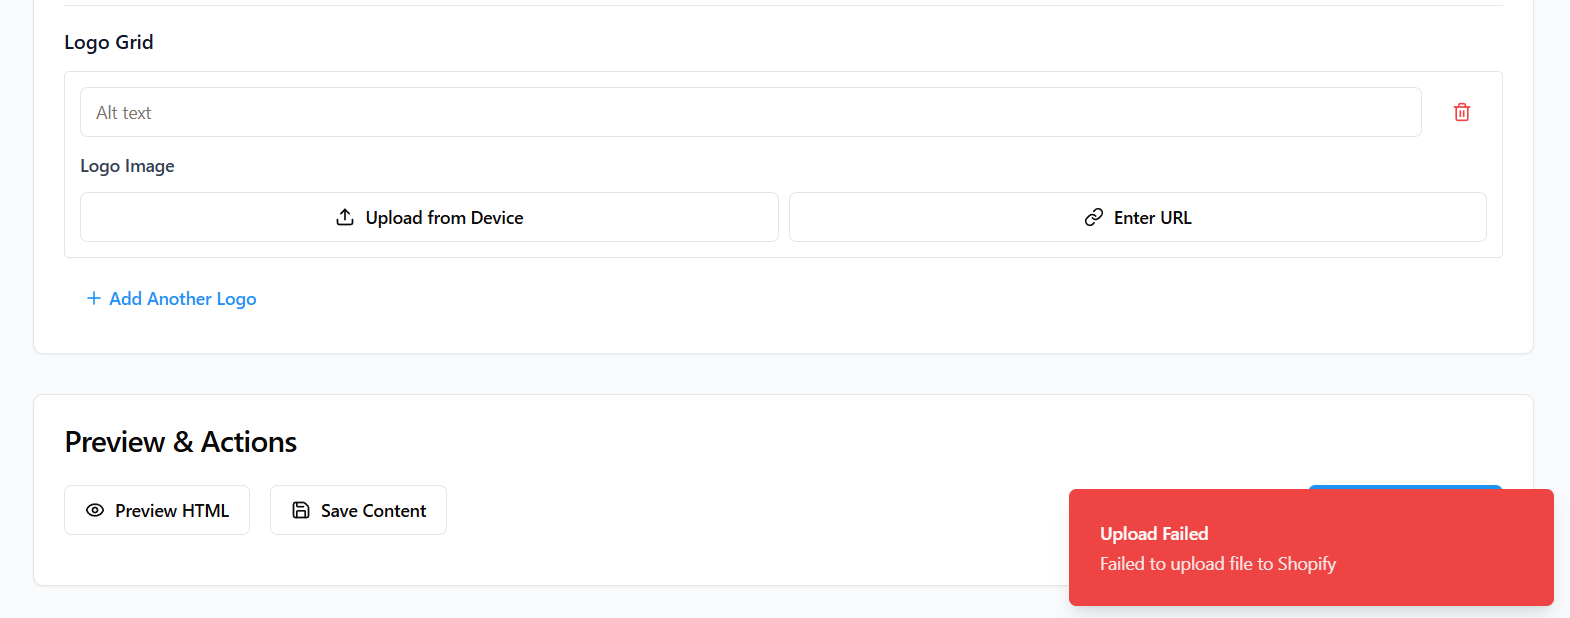 Logo Grid
Alt text
Logo Image
Upload from Device
Enter URL
Add Another Logo
Preview & Actions
Preview HTML
Save Content
Upload Failed
Failed to upload file to Shopify